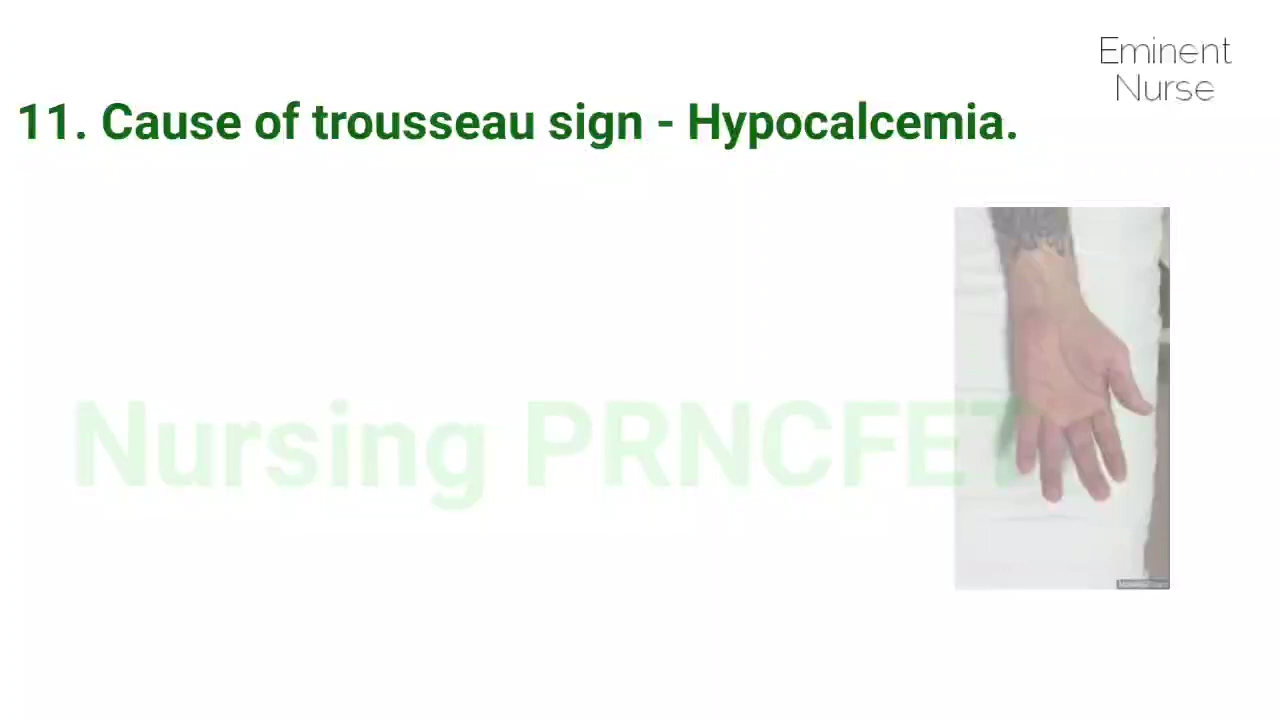 Eminent
Nurse
11. Cause of trousseau sign - Hypocalcemia.
Nursing PRNCFET